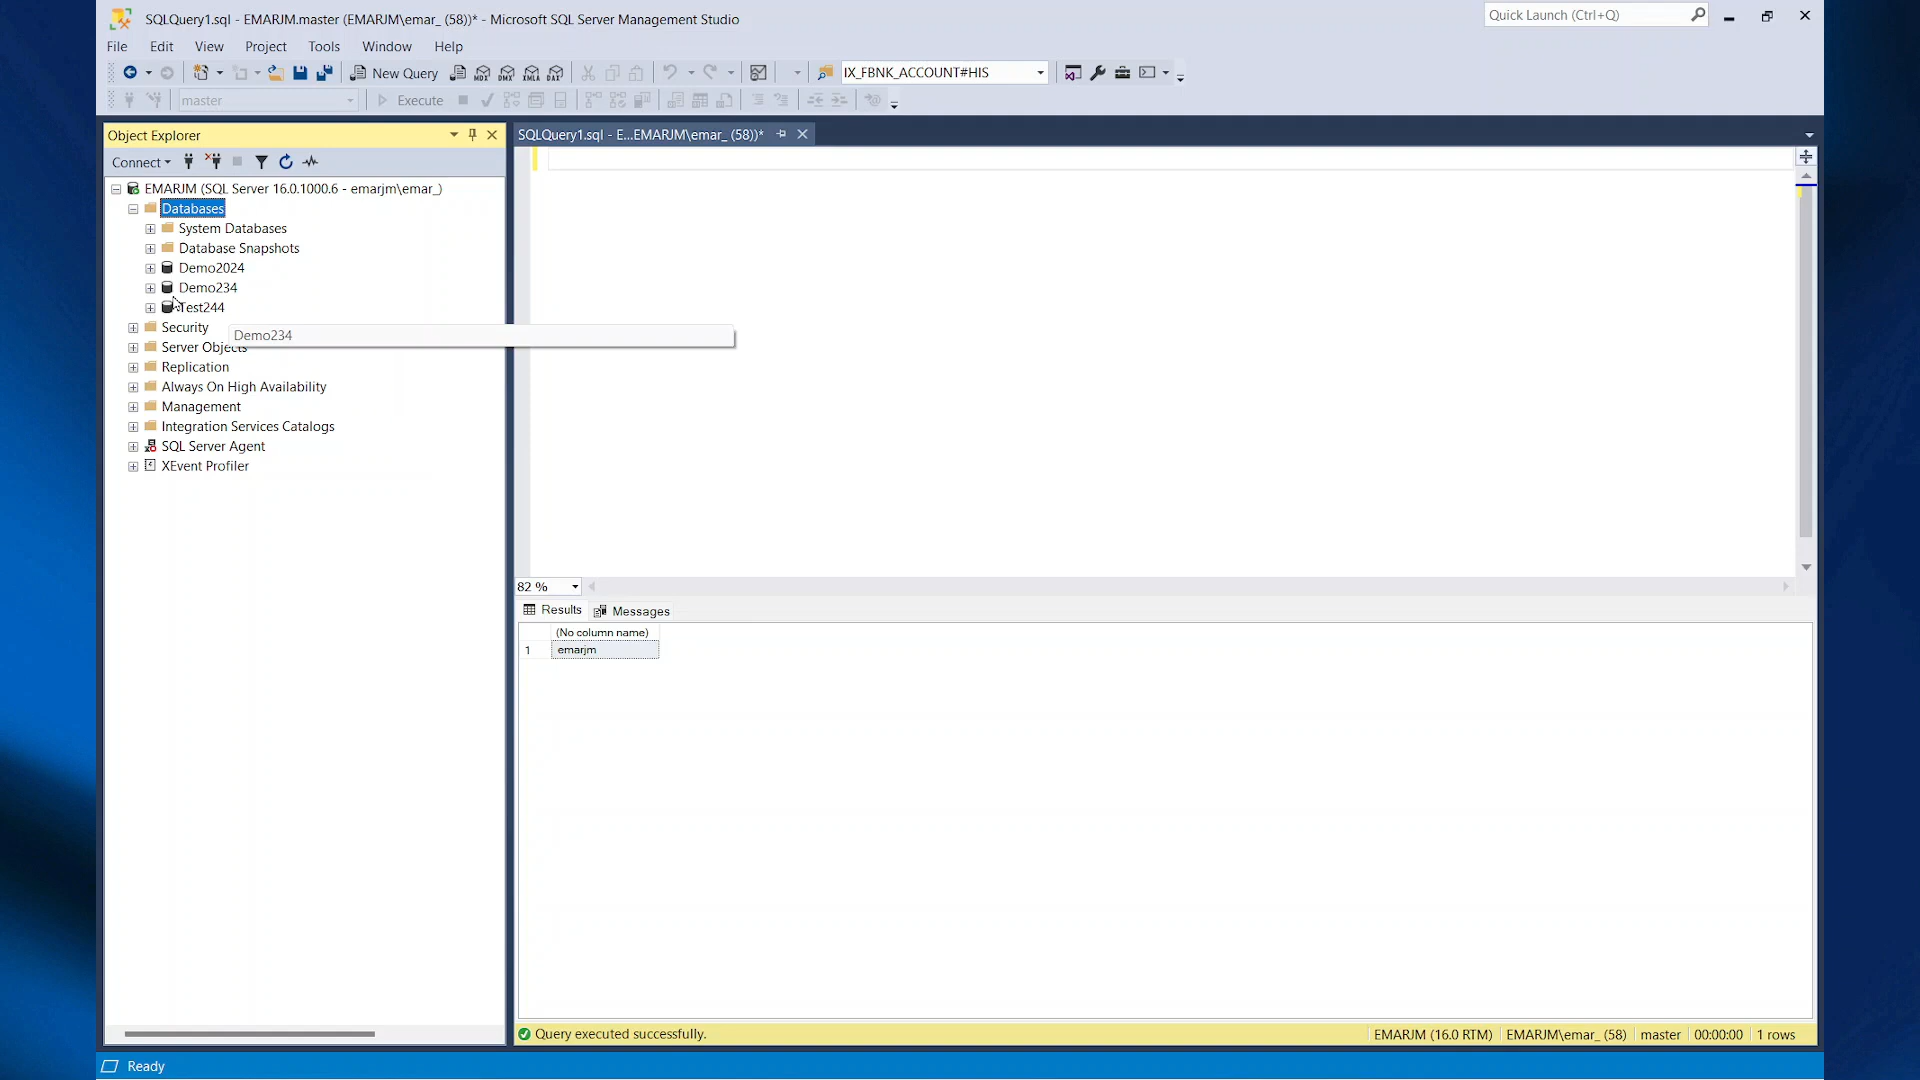 SQLQuery1.sql - EMARJM.master (EMARJM\emar_ (58))* - Microsoft SQL Server Management Studio
Quick Launch (Ctrl+Q)
File Edit View Project Tools Window Help
New Query MDX DMX XMLA DAX IX_FBNK_ACCOUNT#HIS
master Execute
Object Explorer
SQLQuery1.sql - E...EMARJM\emar_ (58))*
Connect
EMARJM (SQL Server 16.0.1000.6 - emarjm\emar_)
Databases
System Databases
Database Snapshots
Demo2024
Demo234
Test244
Security
Demo234
Server Objects
Replication
Always On High Availability
Management
Integration Services Catalogs
SQL Server Agent
XEvent Profiler
82 %
Results Messages
(No column name)
1 emarjm
Query executed successfully.
EMARJM (16.0 RTM) EMARJM\emar_ (58) master 00:00:00 1 rows
Ready